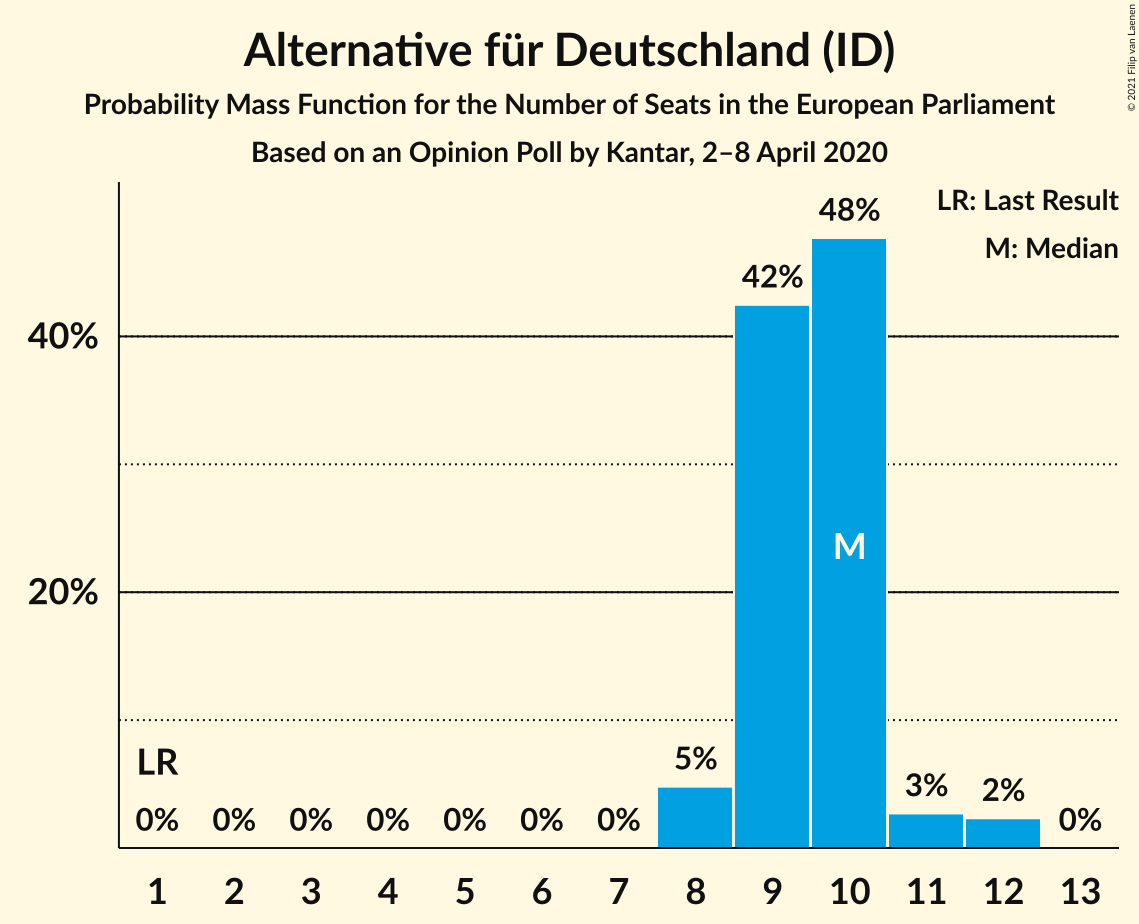 Alternative für Deutschland (ID)
Probability Mass Function for the Number of Seats in the European Parliament
Based on an Opinion Poll by Kantar, 2–8 April 2020
© 2021 Filip van Laenen
LR: Last Result
M: Median
48%
42%
40%
M
20%
LR
5%
3%
2%
0% 0% 0% 0% 0% 0% 0% 0%
1 2 3 4 5 6 7 8 9 10 11 12 13